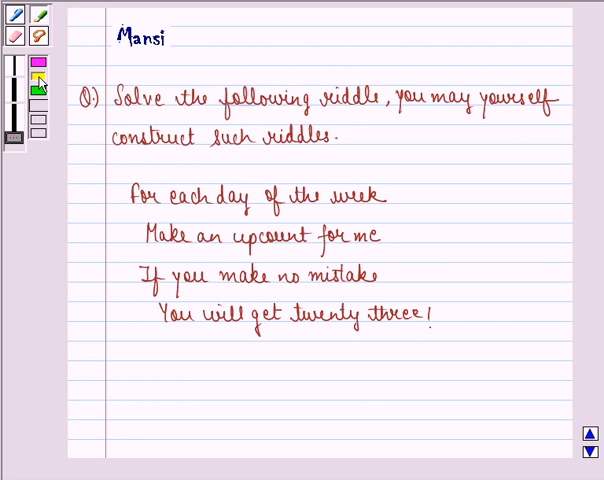 Mansi
Q.) Solve the following riddle, you may yourself
construct such riddles.
For each day of the week
Make an upcount for me
If you make no mistake
You will get twenty three!